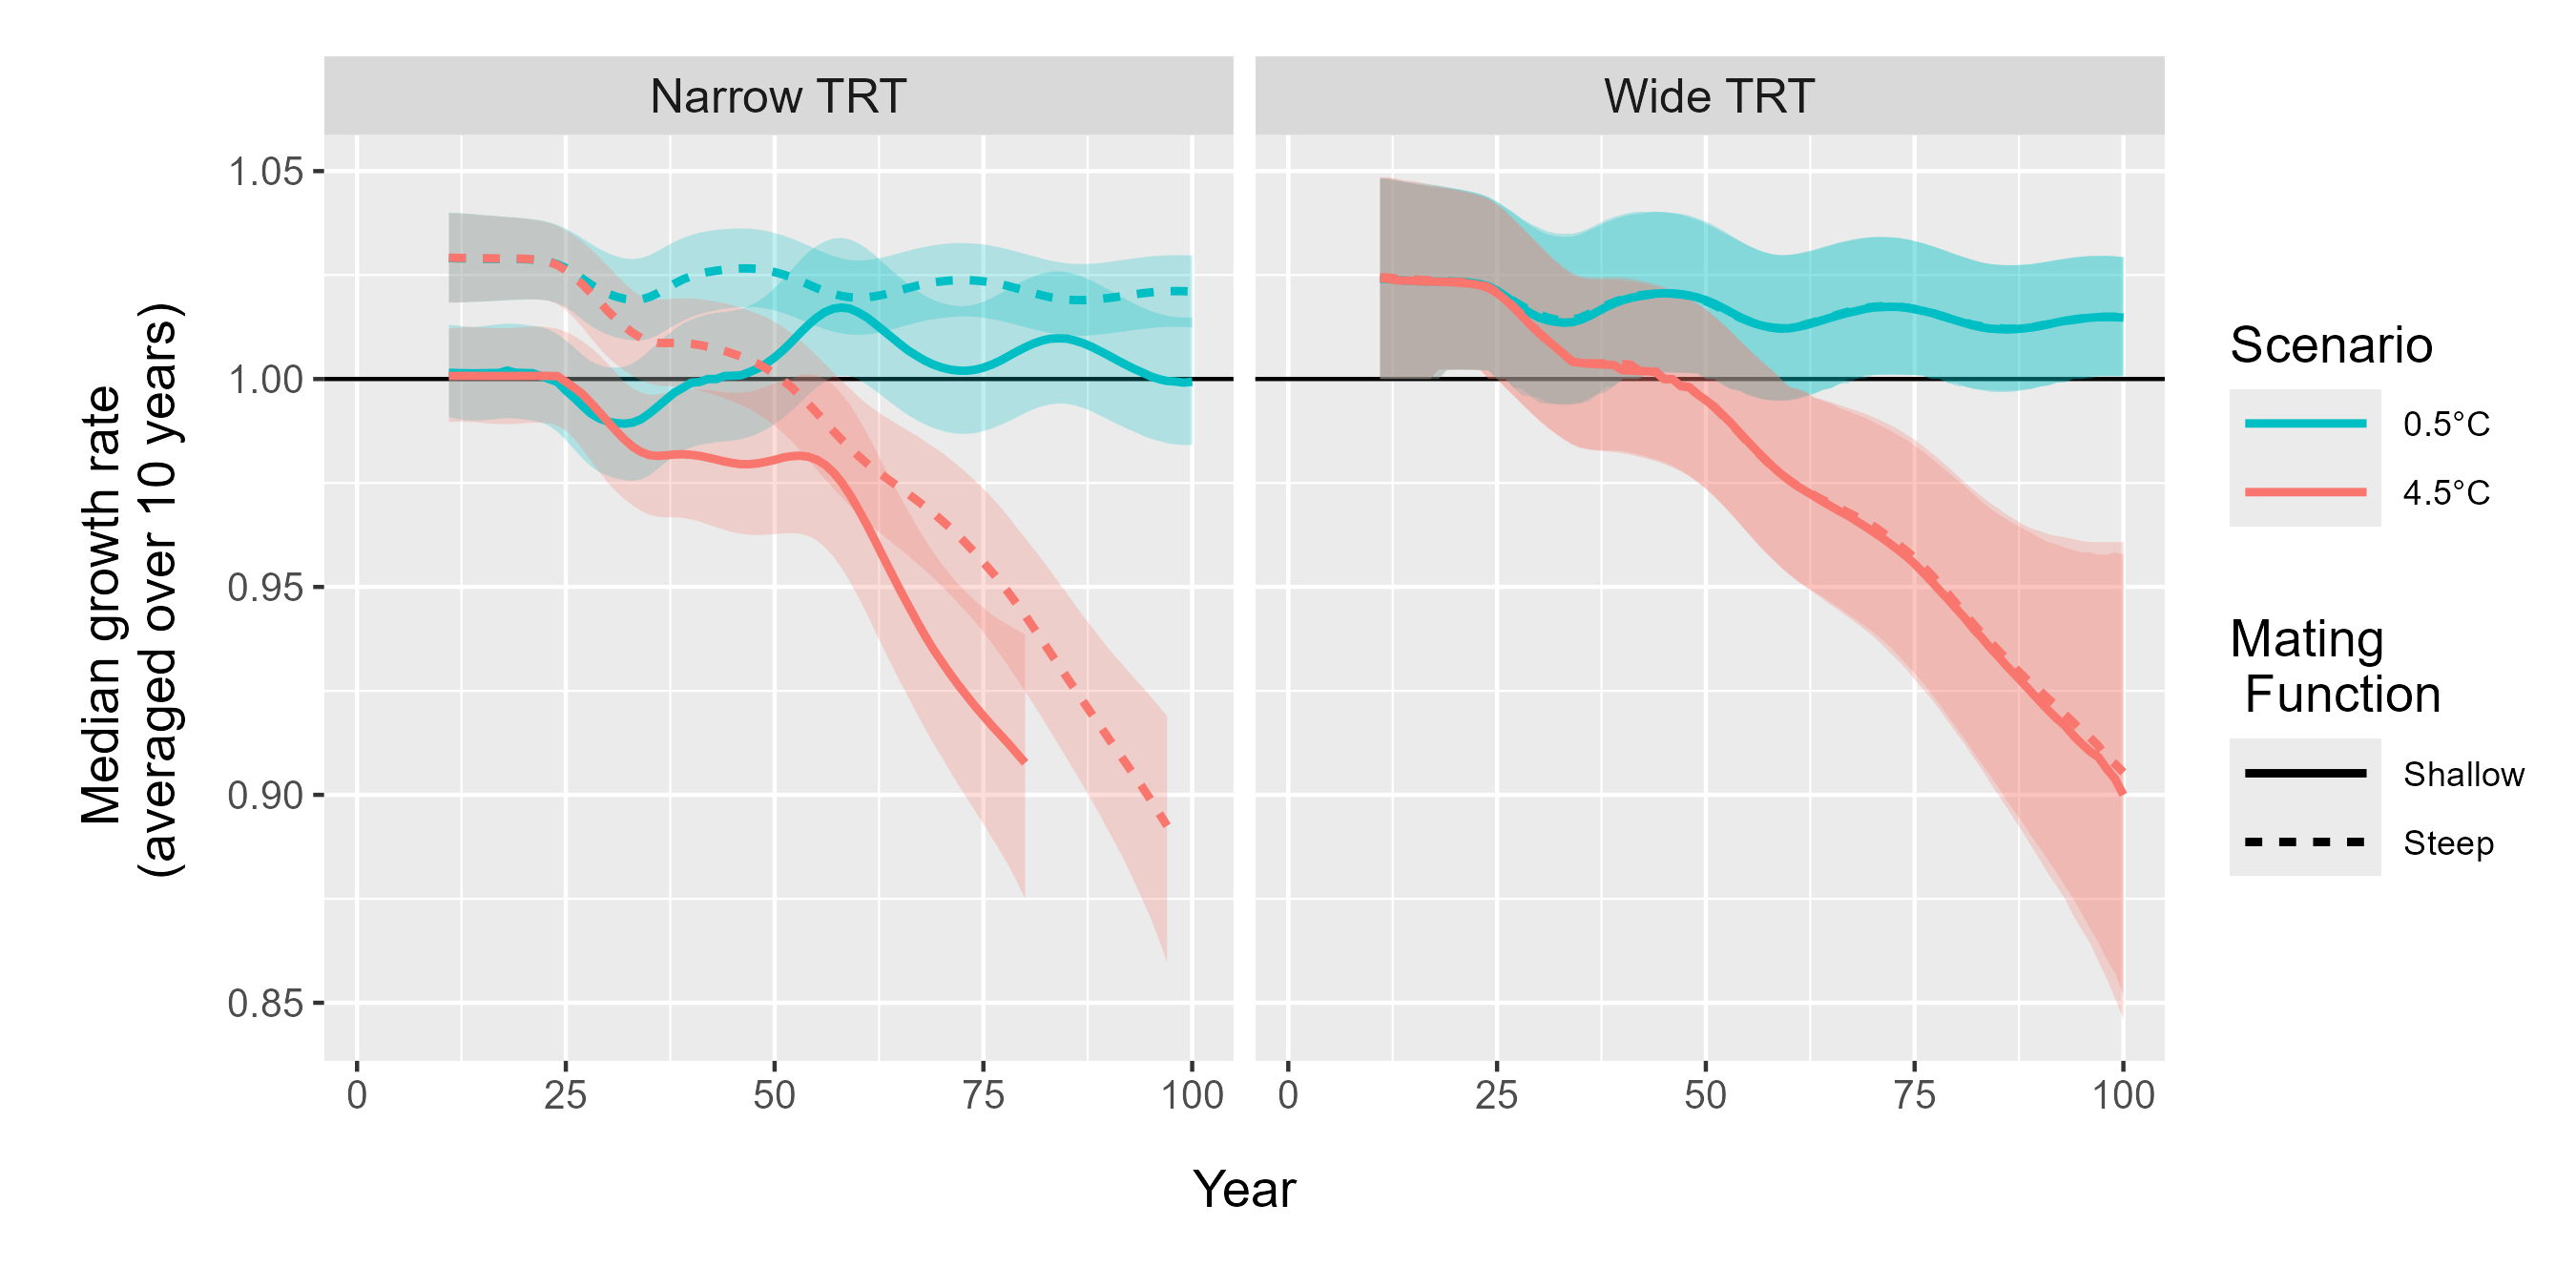 Narrow TRT
Wide TRT
Median growth rate
(averaged over 10 years)
1.05
1.00
0.95
0.90
0.85
0 25 50 75 100
0 25 50 75 100
Year
Scenario
0.5°C
4.5°C
Mating
Function
Shallow
Steep